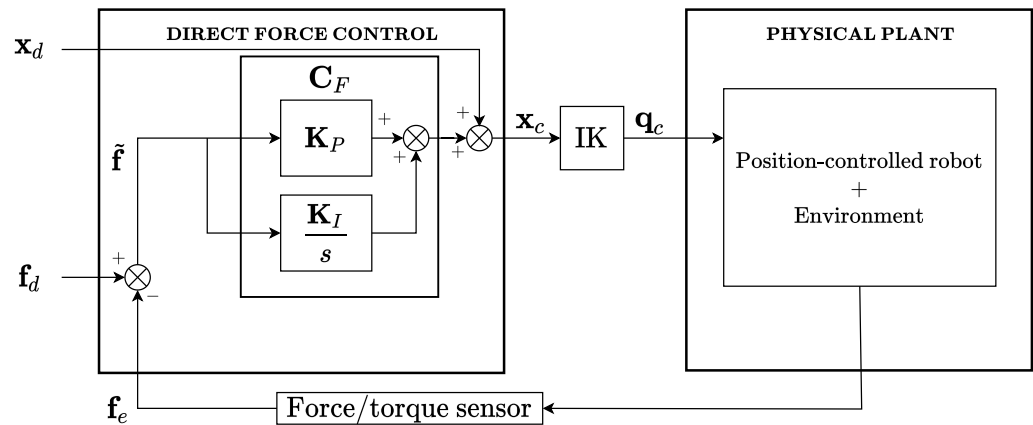 DIRECT FORCE CONTROL
PHYSICAL PLANT
x_d
C_F
+
K_P
+
+
+
+
x_c
IK
q_c
f̃
Position-controlled robot
+
Environment
K_I
s
+
f_d
−
f_e
Force/torque sensor